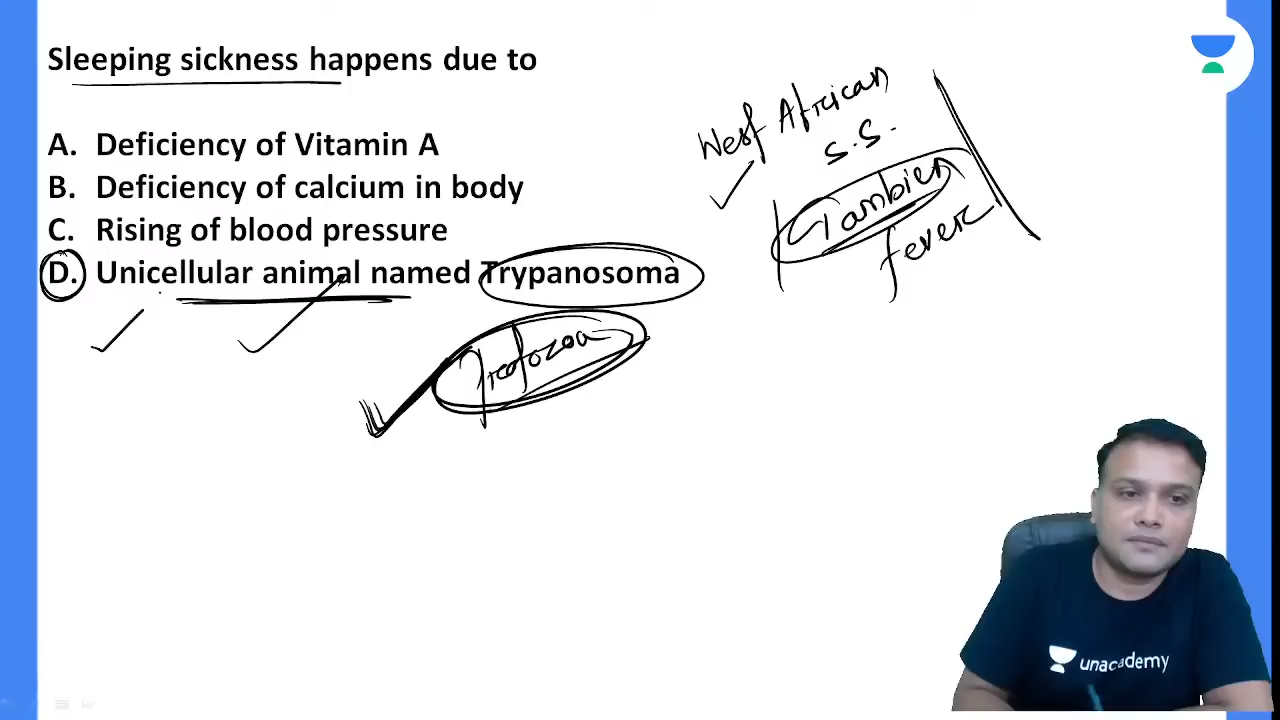 Sleeping sickness happens due to
A. Deficiency of Vitamin A
B. Deficiency of calcium in body
C. Rising of blood pressure
D. Unicellular animal named Trypanosoma
West African
S.S.
Gambien
fever
Protozoa
unacademy